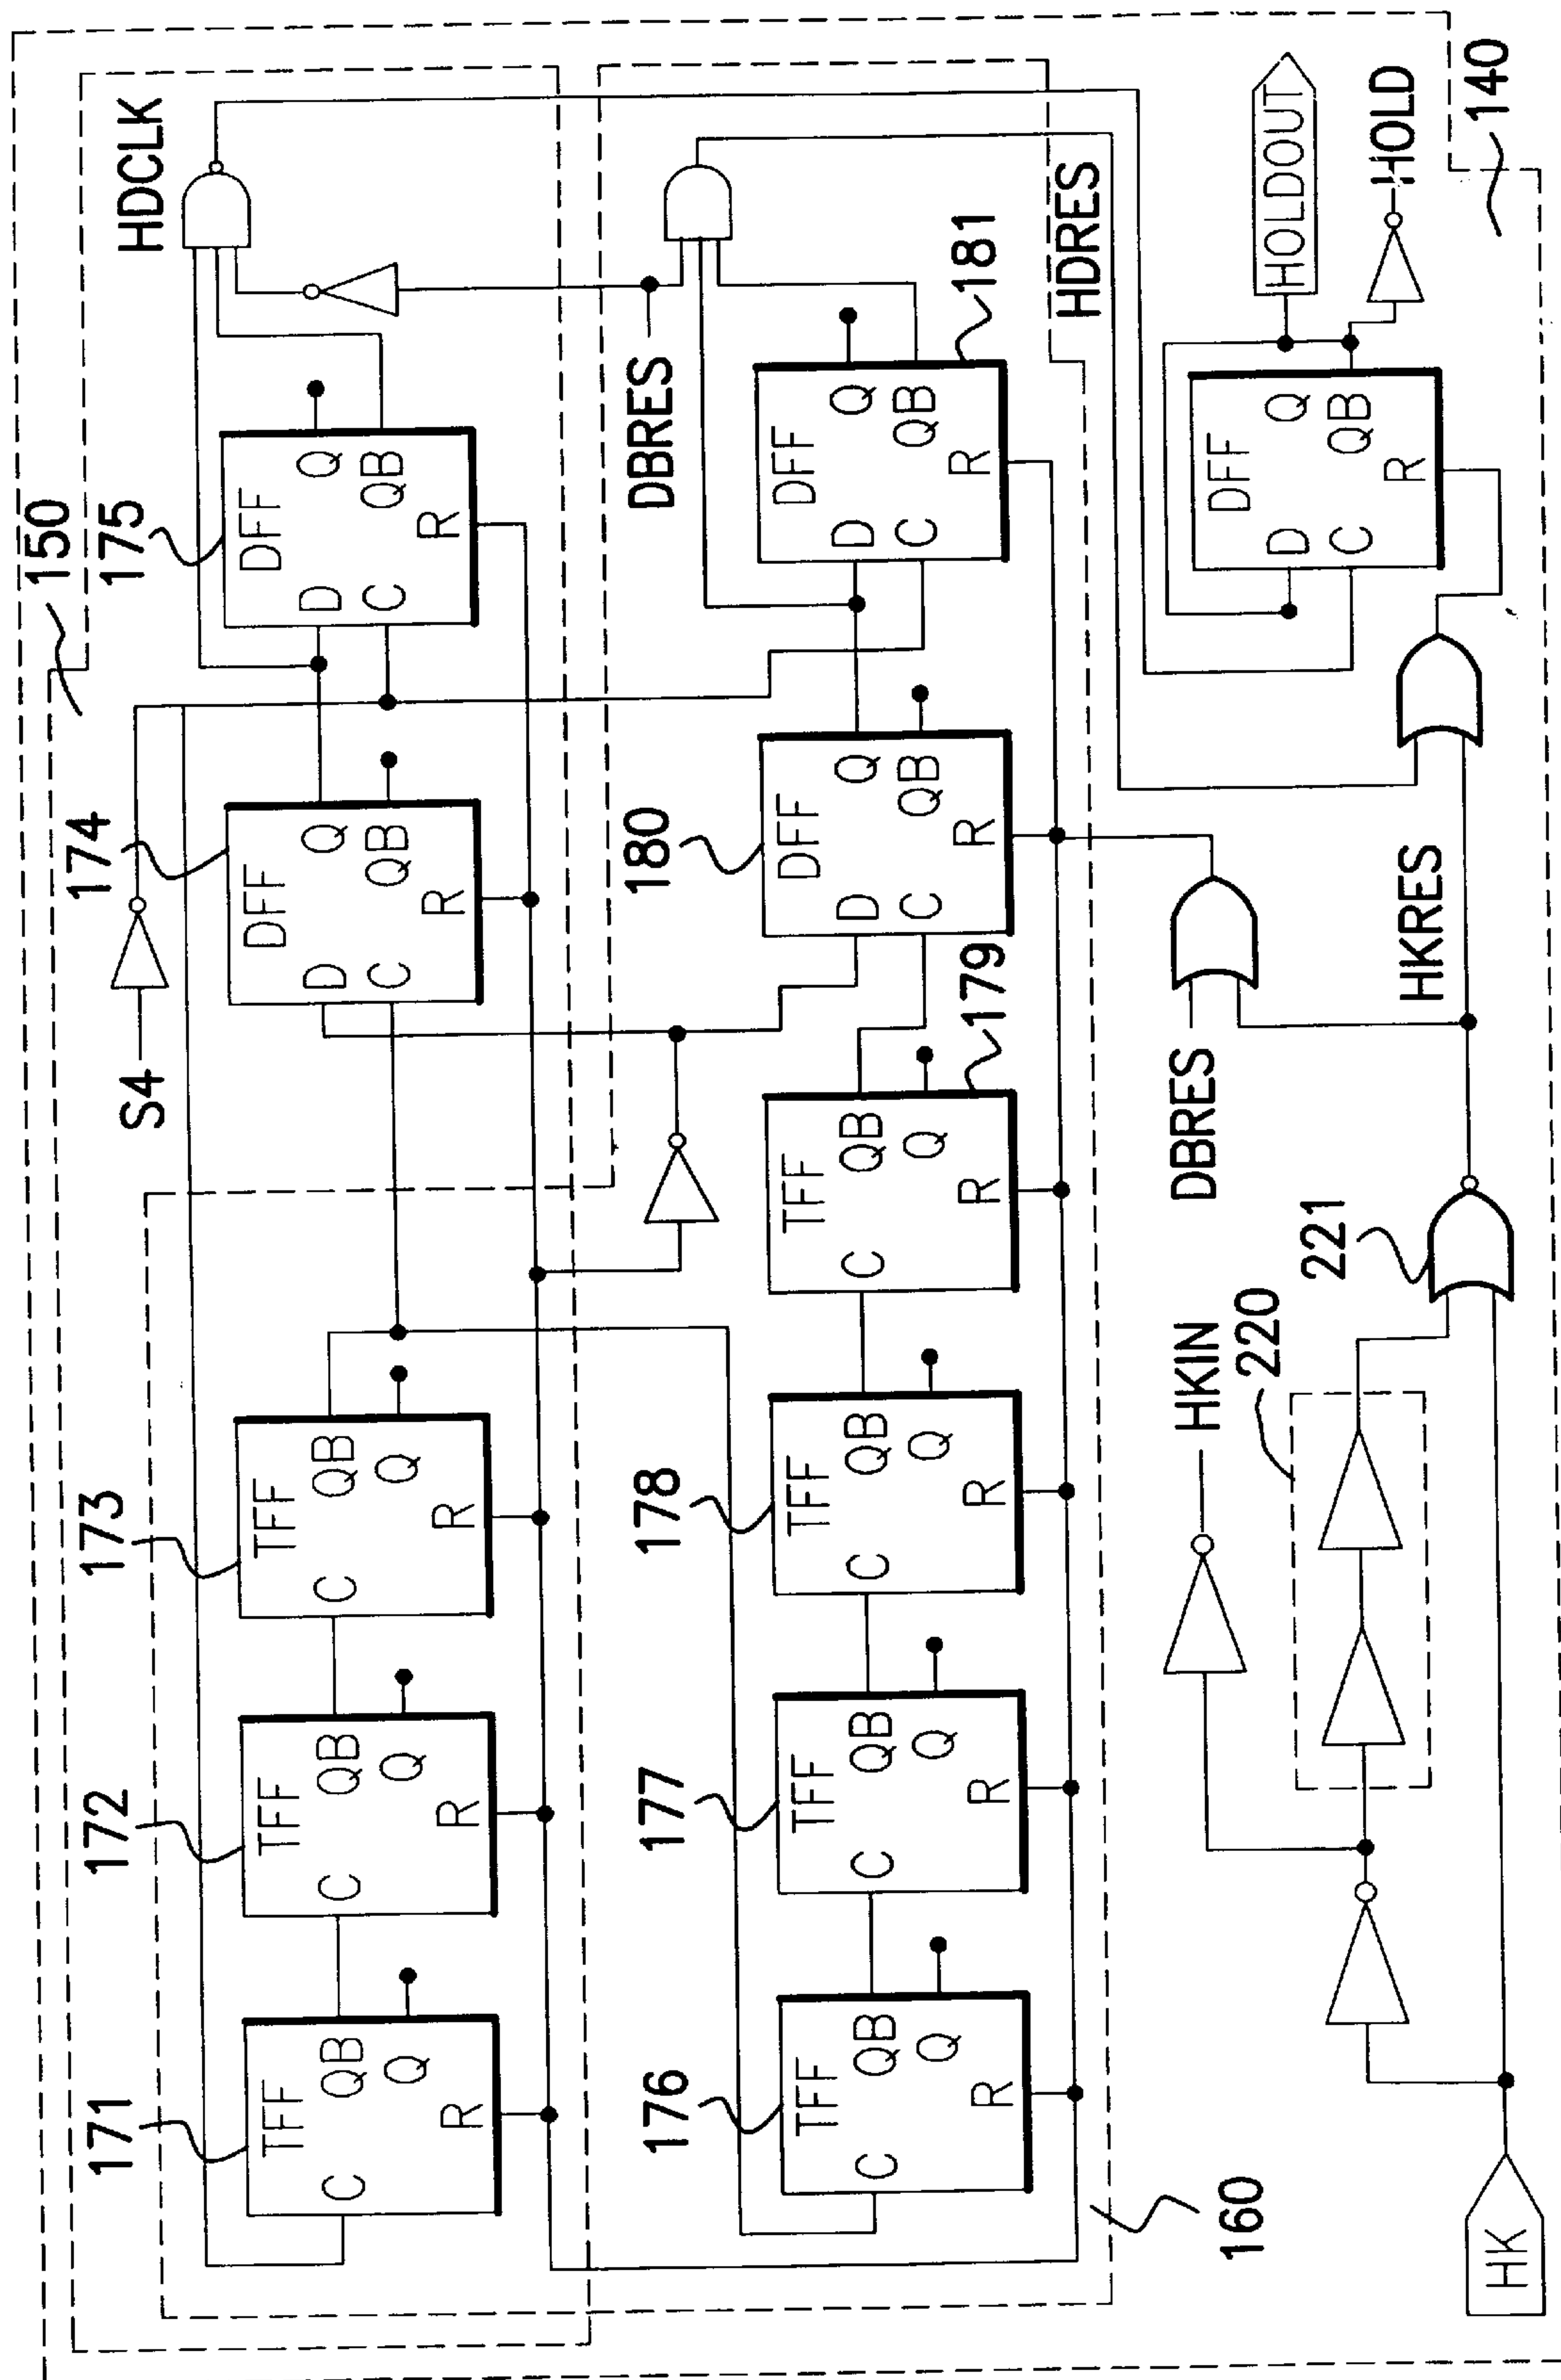 150
HDCLK
S4
171
TFF
C
QB
Q
R
172
TFF
C
QB
Q
R
173
TFF
C
QB
Q
R
174
DFF
D
C
Q
QB
R
175
DFF
D
C
Q
QB
R
DBRES
176
TFF
C
QB
Q
R
177
TFF
C
QB
Q
R
178
TFF
C
QB
Q
R
179
TFF
C
QB
Q
R
180
DFF
D
C
Q
QB
R
181
DFF
D
C
Q
QB
R
HDRES
160
HKIN
220
221
DBRES
HKRES
DFF
D
C
Q
QB
R
HOLDOUT
HOLD
140
HK